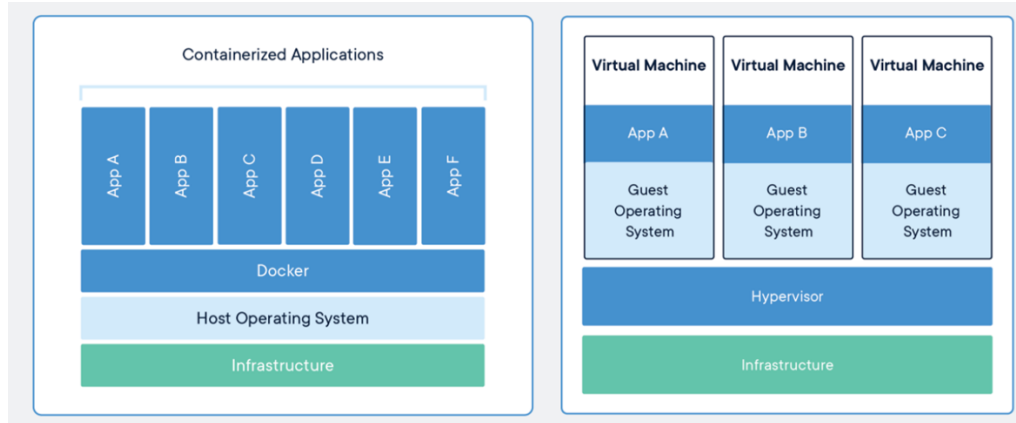 Containerized Applications
App A
App B
App C
App D
App E
App F
Docker
Host Operating System
Infrastructure
Virtual Machine
App A
Guest
Operating
System
Virtual Machine
App B
Guest
Operating
System
Virtual Machine
App C
Guest
Operating
System
Hypervisor
Infrastructure